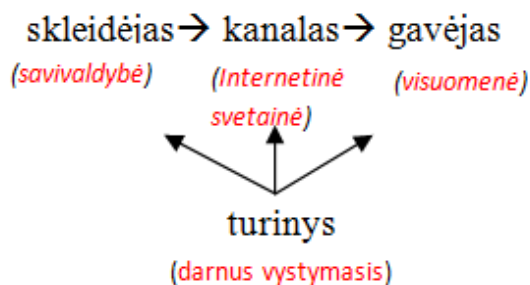 skleidėjas→ kanalas→ gavėjas
(savivaldybė) (Internetinė (visuomenė)
svetainė)
turinys
(darnus vystymasis)